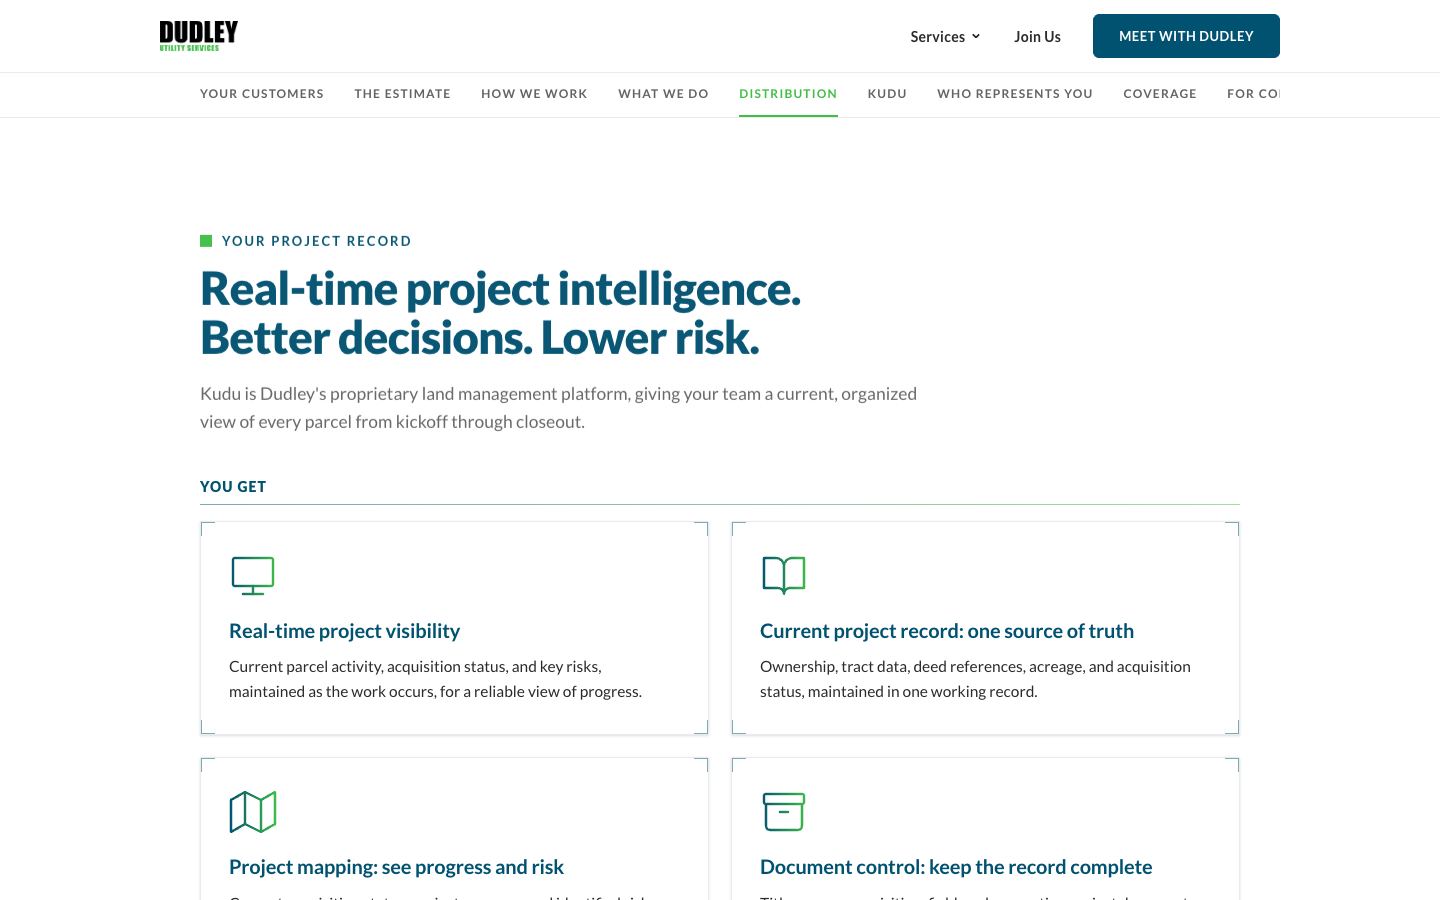 DUDLEY
UTILITY SERVICES
Services
Join Us
MEET WITH DUDLEY
YOUR CUSTOMERS
THE ESTIMATE
HOW WE WORK
WHAT WE DO
DISTRIBUTION
KUDU
WHO REPRESENTS YOU
COVERAGE
FOR CO
YOUR PROJECT RECORD
Real-time project intelligence.
Better decisions. Lower risk.
Kudu is Dudley's proprietary land management platform, giving your team a current, organized
view of every parcel from kickoff through closeout.
YOU GET
Real-time project visibility
Current parcel activity, acquisition status, and key risks,
maintained as the work occurs, for a reliable view of progress.
Current project record: one source of truth
Ownership, tract data, deed references, acreage, and acquisition
status, maintained in one working record.
Project mapping: see progress and risk
Document control: keep the record complete